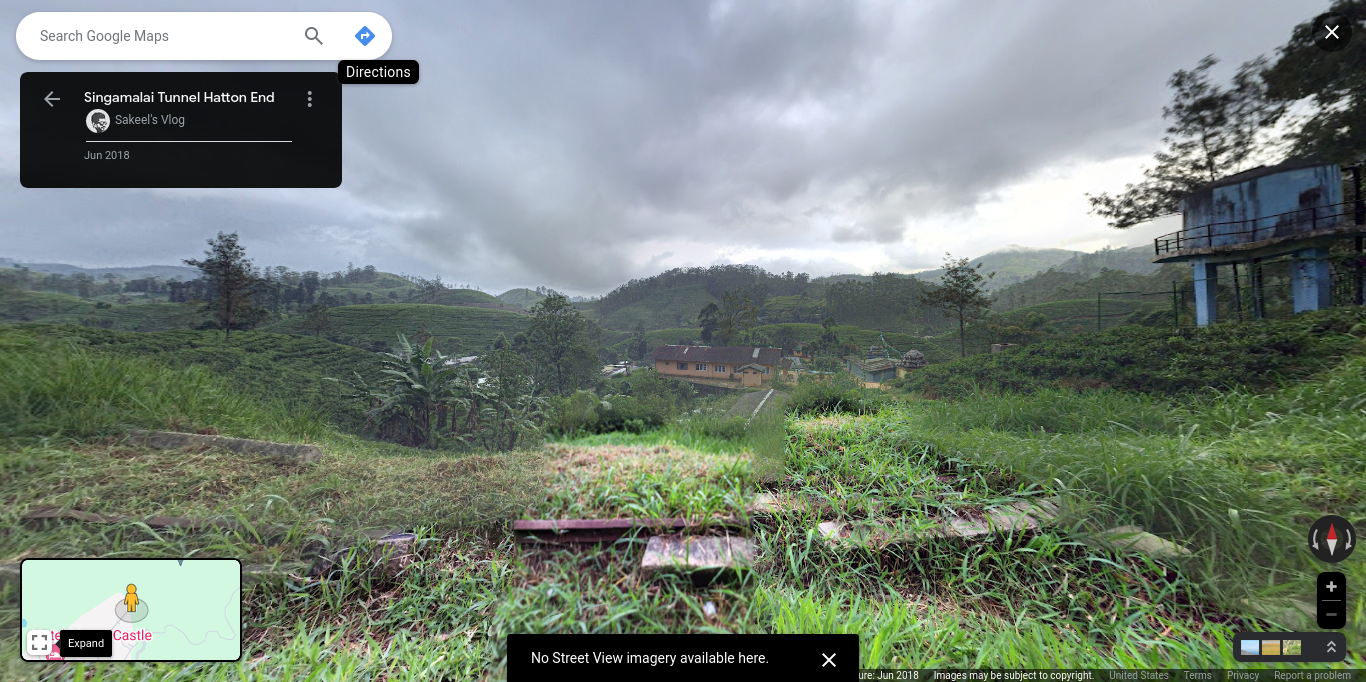 Search Google Maps
Directions
Singamalai Tunnel Hatton End
Sakeel's Vlog
Jun 2018
Castle
Expand
No Street View imagery available here.
Jun 2018 Images may be subject to copyright. United States Terms Privacy Report a problem